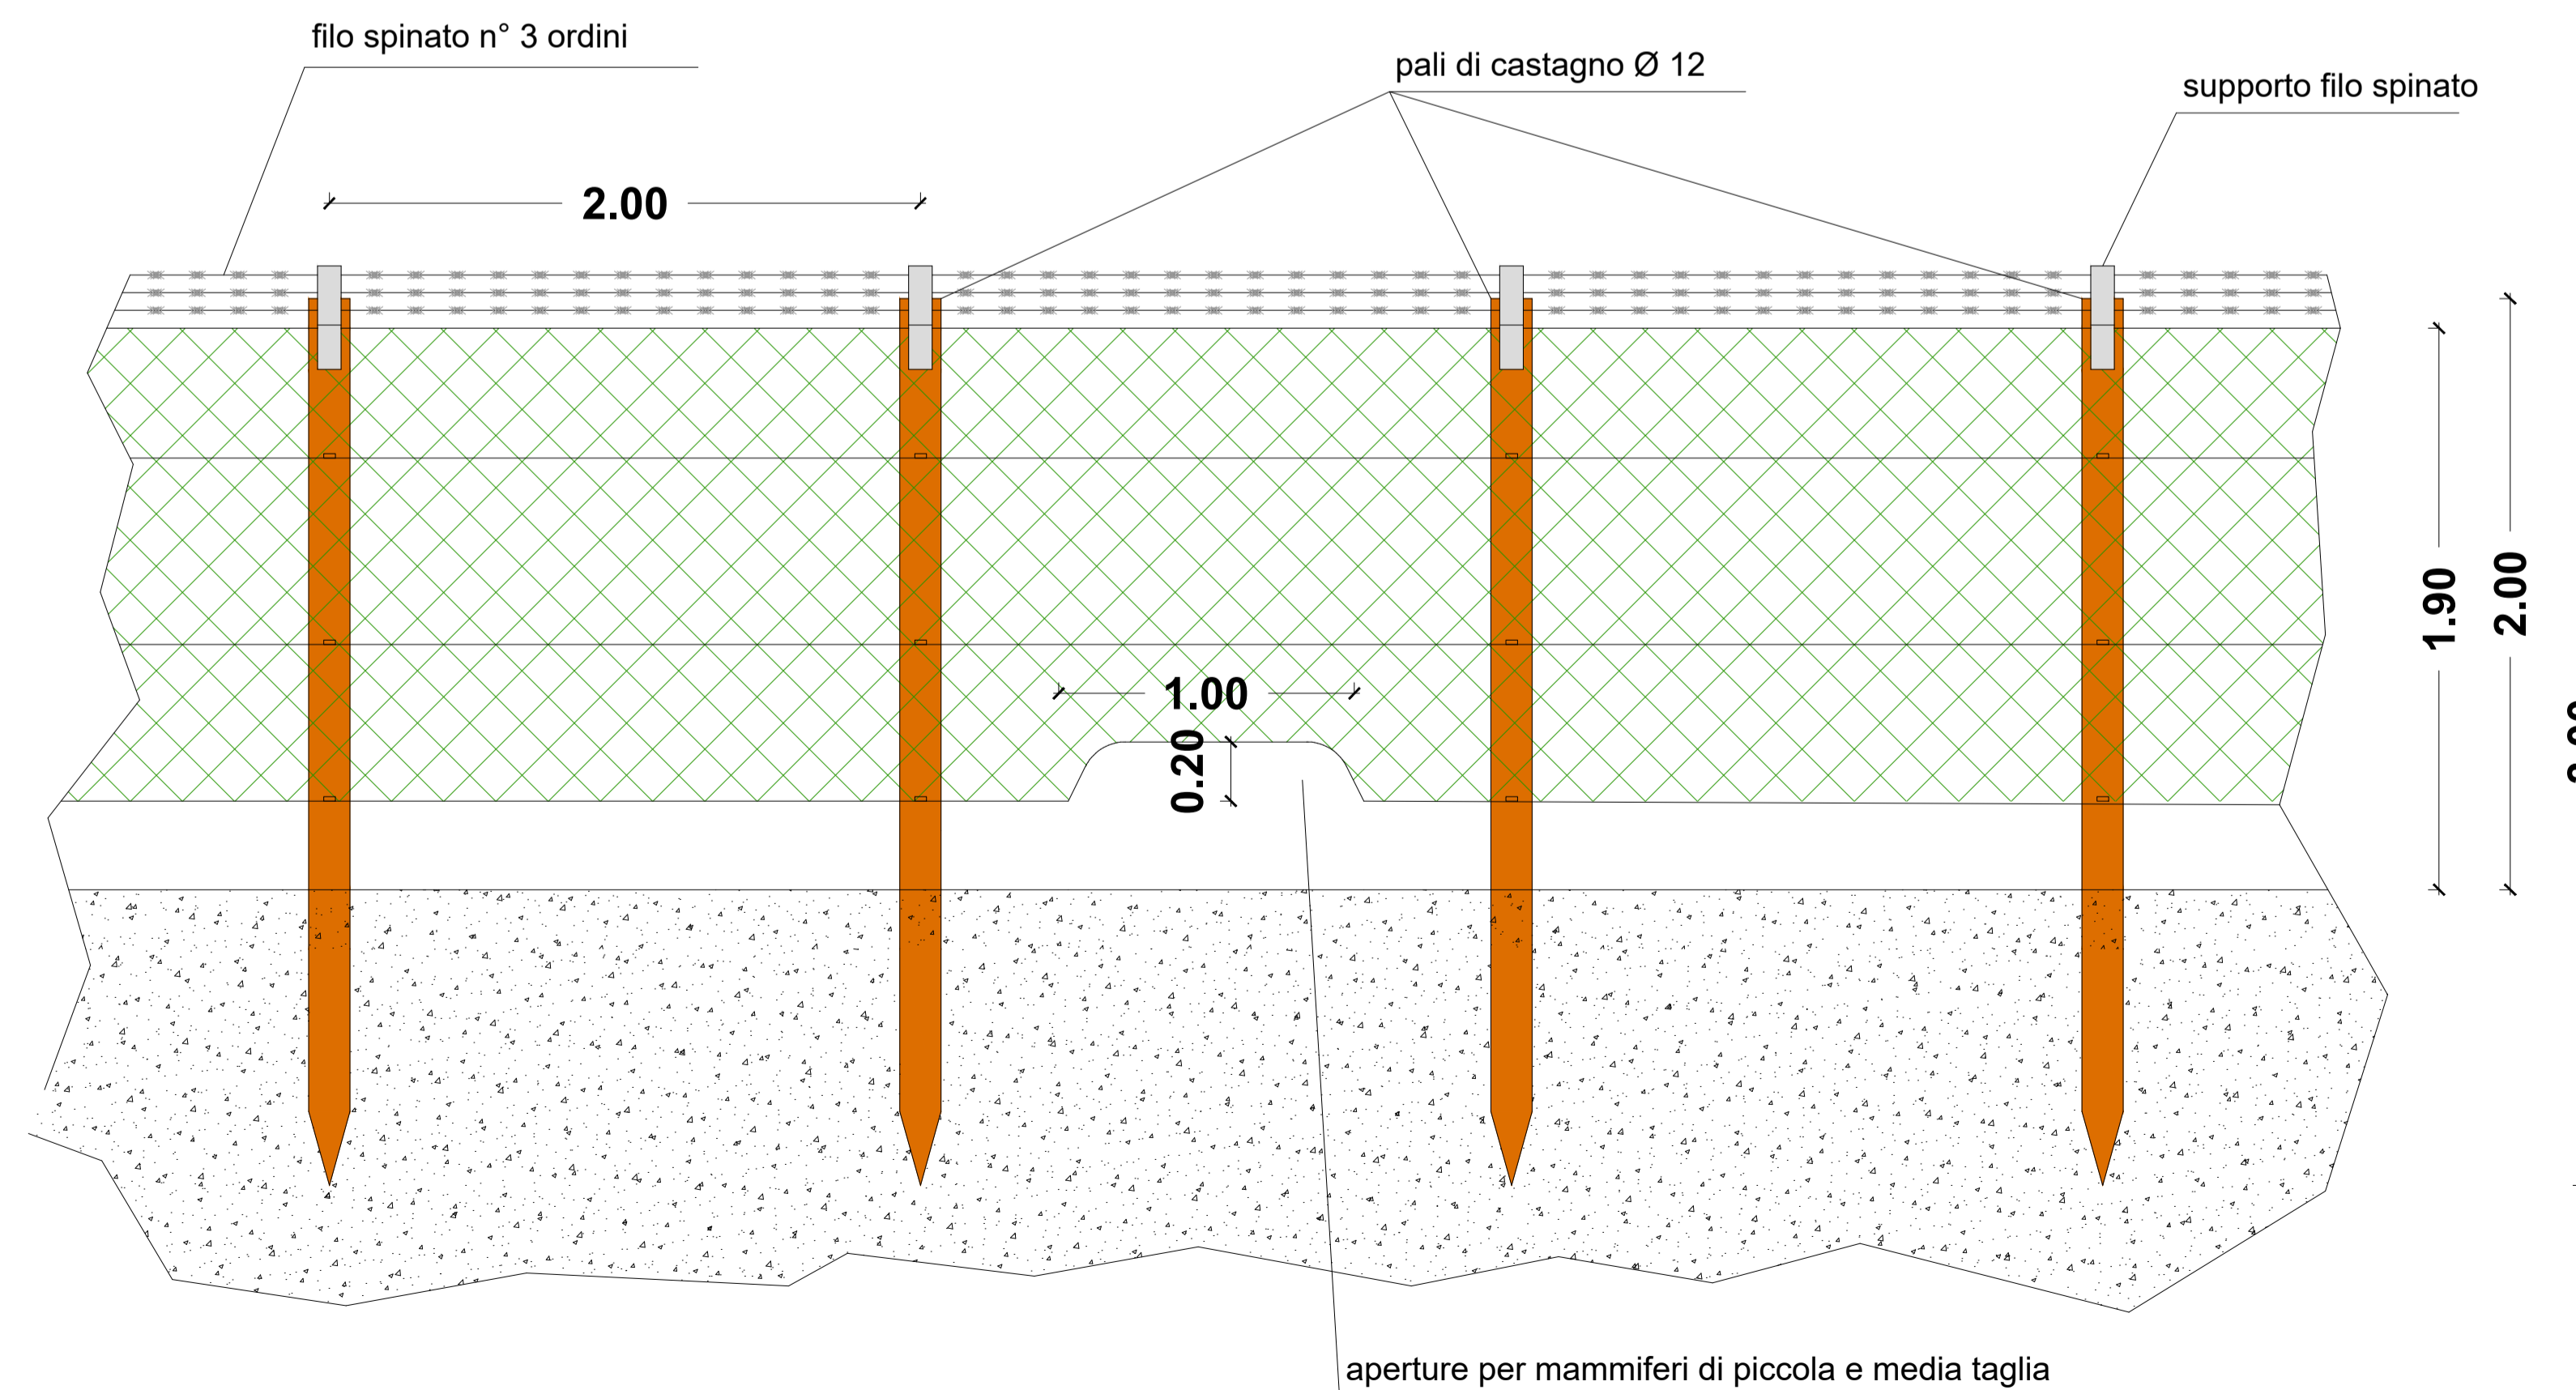 filo spinato n° 3 ordini
pali di castagno Ø 12
supporto filo spinato
2.00
1.90
2.00
1.00
0.20
aperture per mammiferi di piccola e media taglia